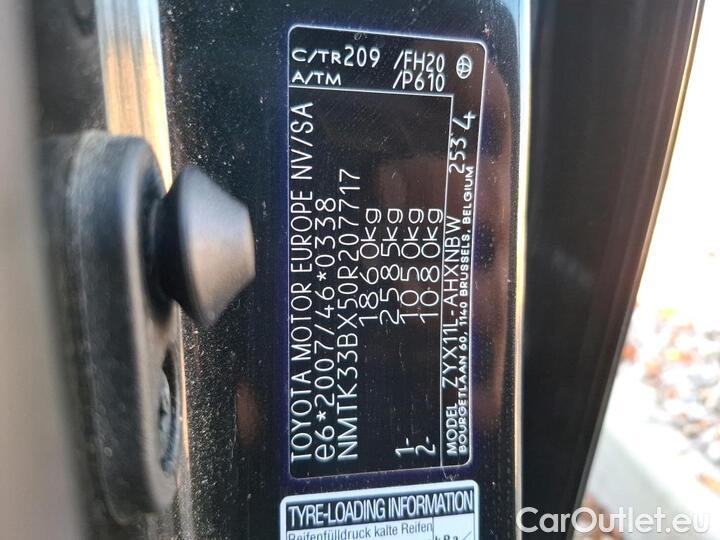 TOYOTA MOTOR EUROPE NV/SA
e6*2007/46*0338
NMTK33BX50R207717
1860kg
2585kg
1- 1050kg
2- 1080kg
MODEL ZYX11L-AHXNBW 253 4
BOURGETLAAN 60, 1140 BRUSSELS, BELGIUM
C/TR209 /FH20
A/TM /P610
TYRE-LOADING INFORMATION
Reifenfülldruck kalte Reifen
CarOutlet.eu